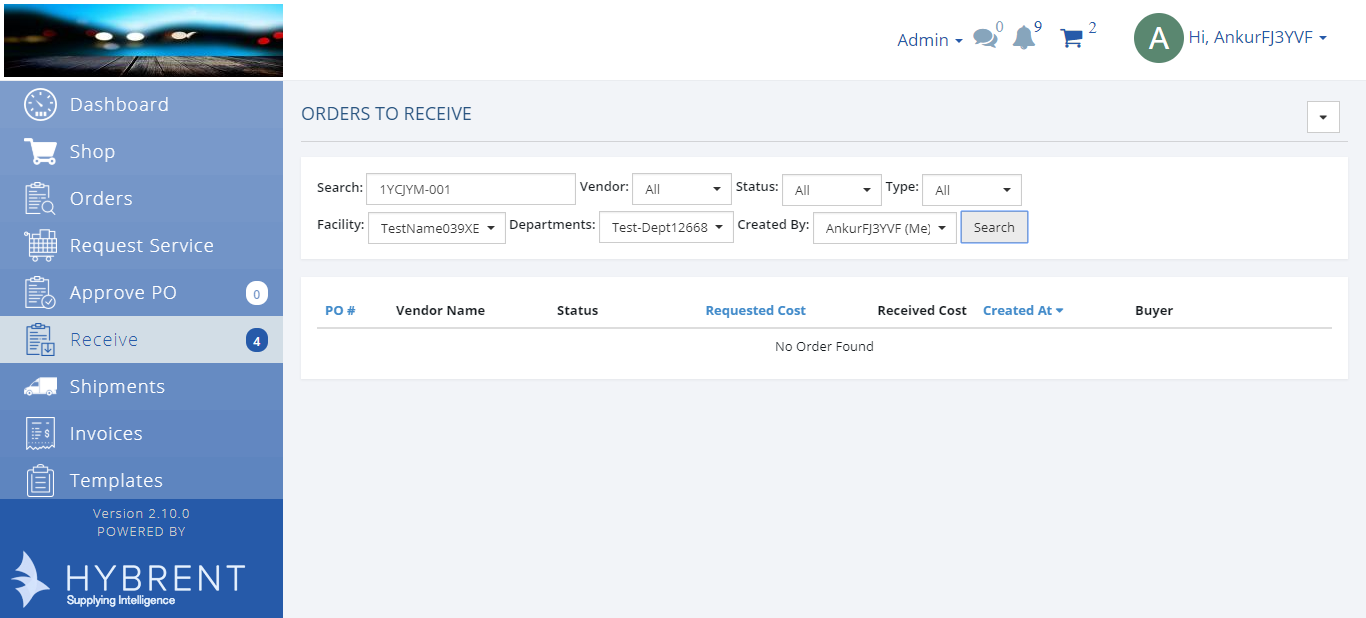 Admin 0 9 2 A Hi, AnkurFJ3YVF
Dashboard
Shop
Orders
Request Service
Approve PO 0
Receive 4
Shipments
Invoices
Templates
Version 2.10.0
POWERED BY
HYBRENT
Supplying Intelligence
ORDERS TO RECEIVE
Search: 1YCJYM-001 Vendor: All Status: All Type: All
Facility: TestName039XE Departments: Test-Dept12668 Created By: AnkurFJ3YVF (Me) Search
PO # Vendor Name Status Requested Cost Received Cost Created At Buyer
No Order Found